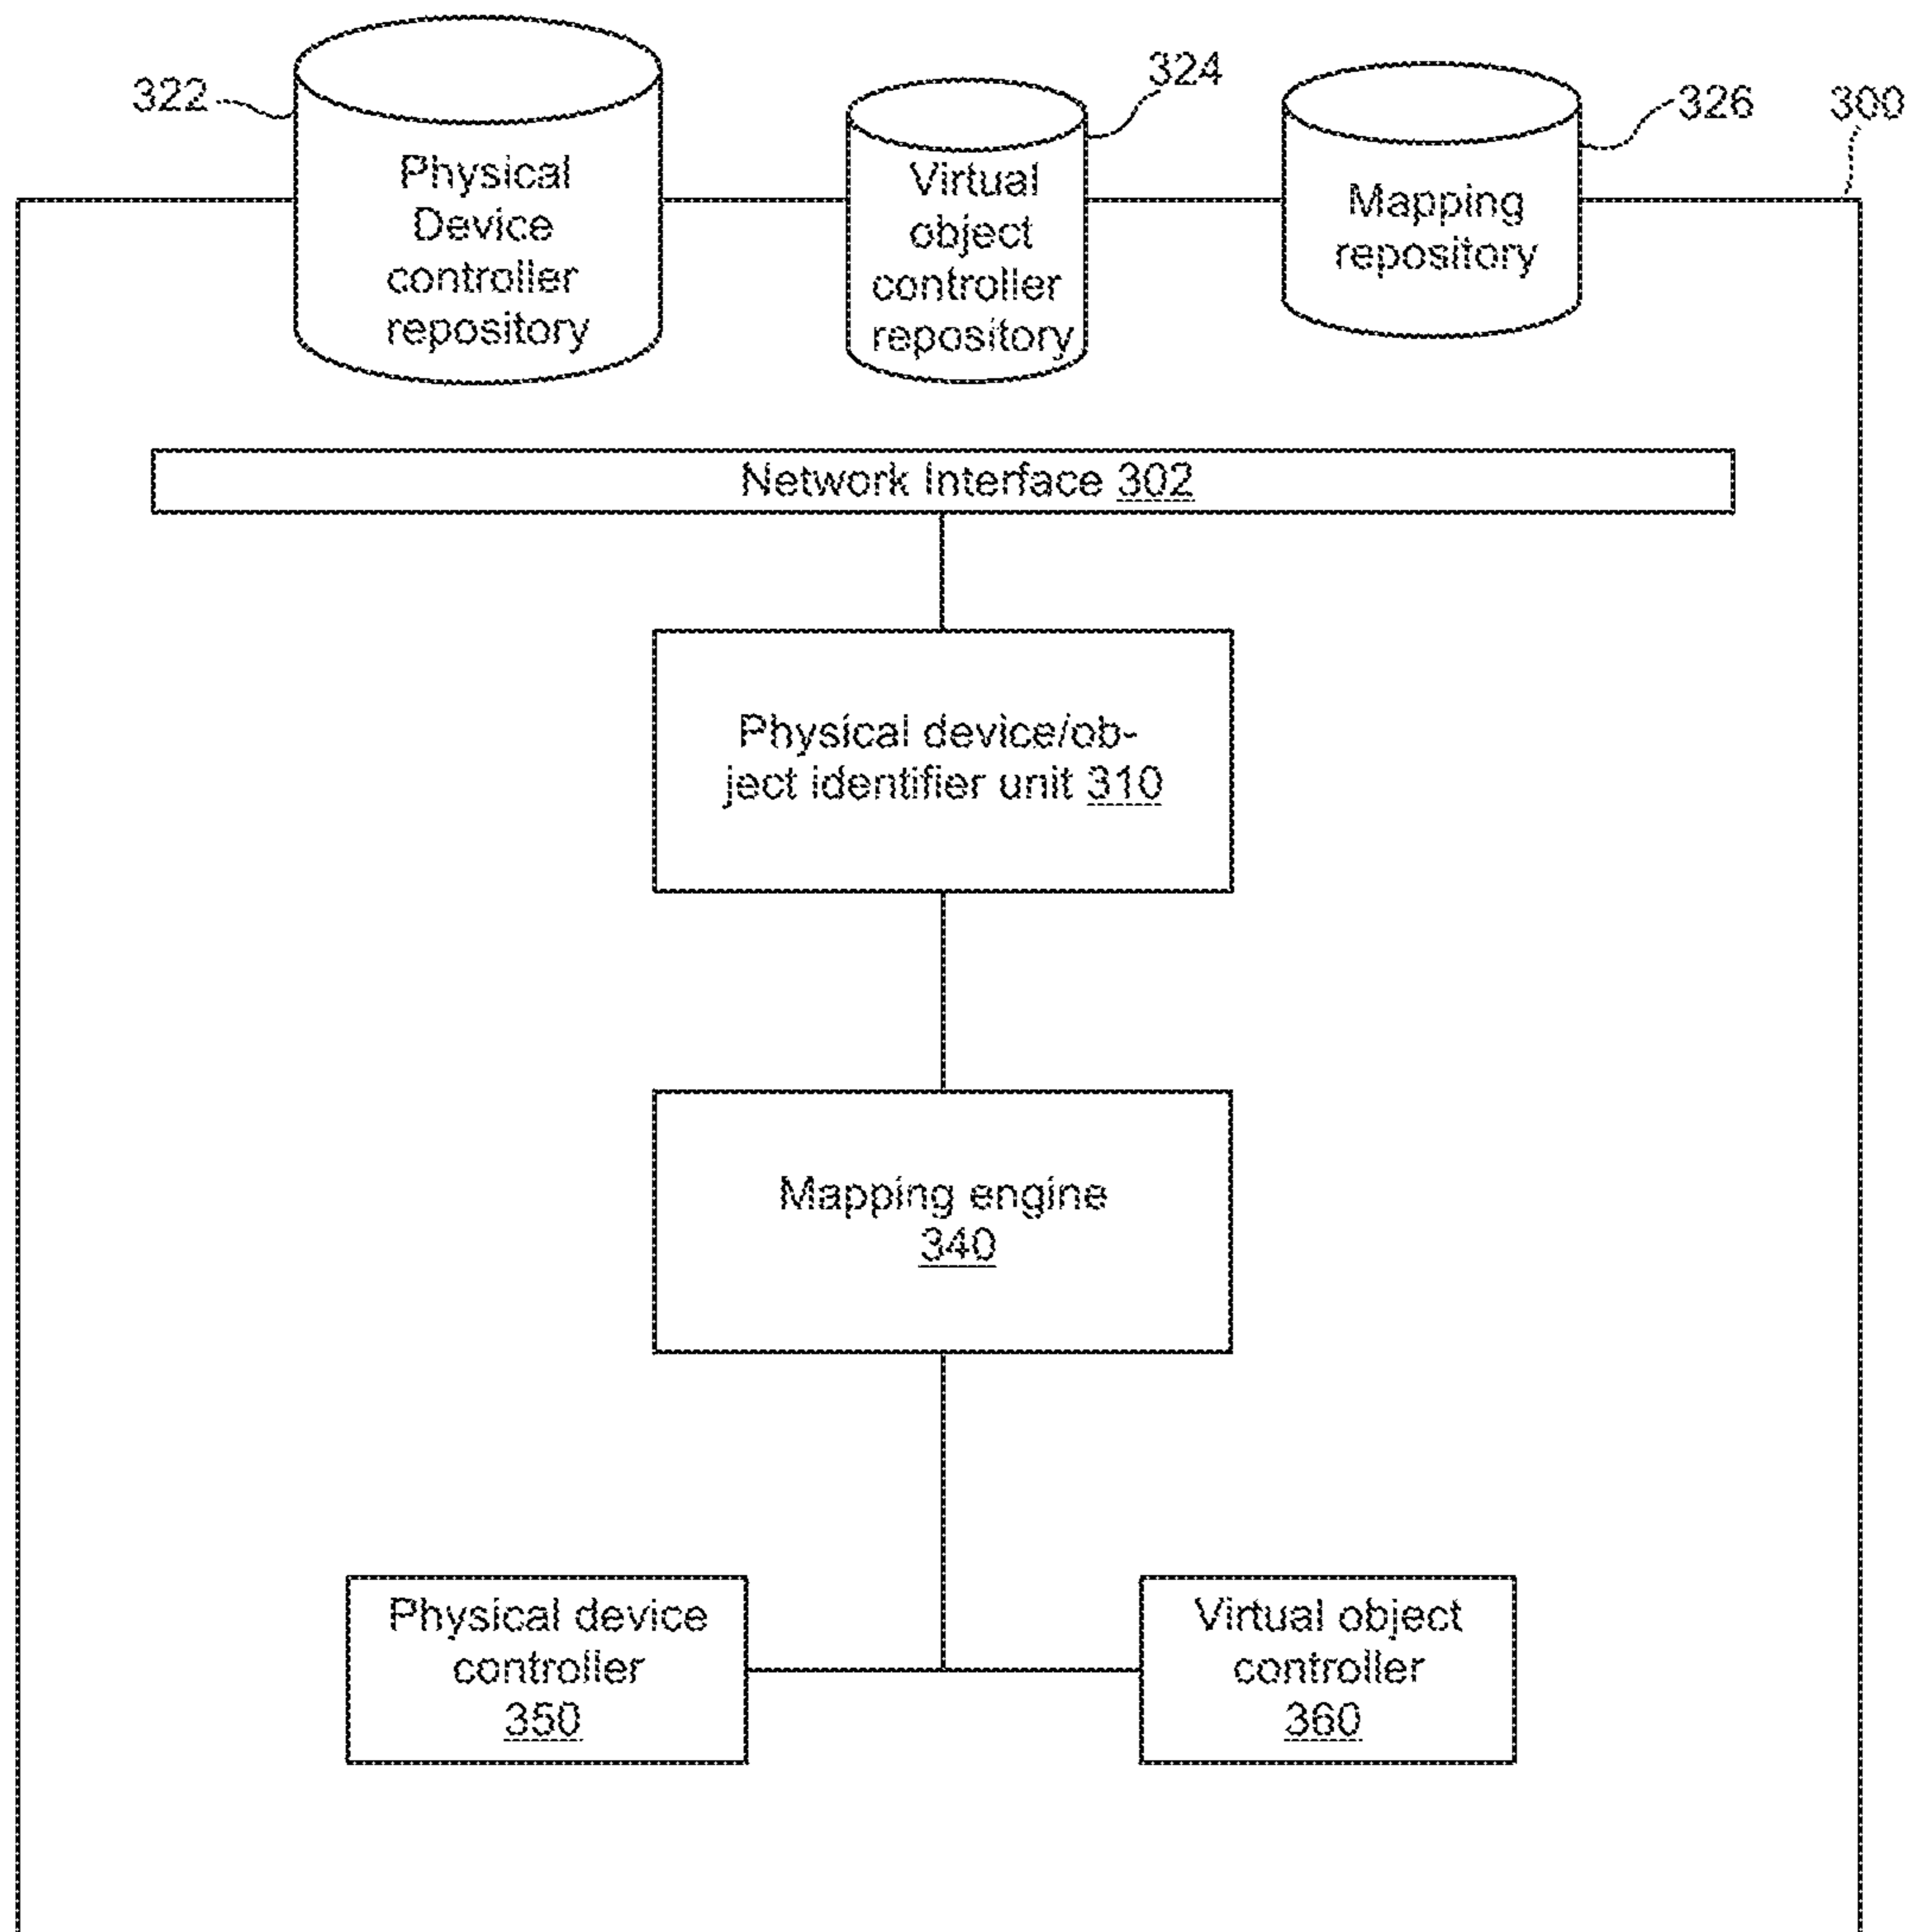 322
324
326
300
Physical
Device
controller
repository
Virtual
object
controller
repository
Mapping
repository
Network Interface 302
Physical device/ob-
ject identifier unit 310
Mapping engine
340
Physical device
controller
350
Virtual object
controller
360